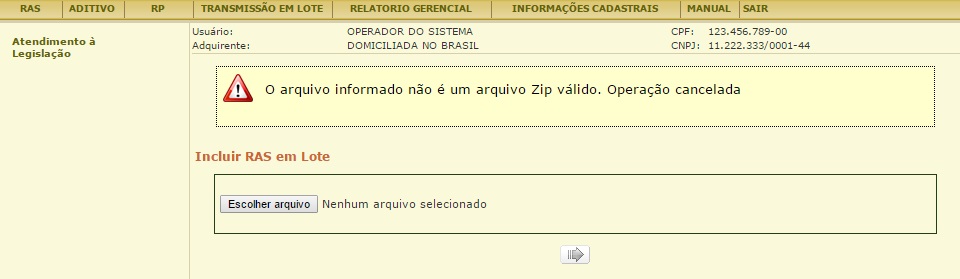 RAS ADITIVO RP TRANSMISSÃO EM LOTE RELATORIO GERENCIAL INFORMAÇÕES CADASTRAIS MANUAL SAIR
Atendimento à
Legislação
Usuário: OPERADOR DO SISTEMA CPF: 123.456.789-00
Adquirente: DOMICILIADA NO BRASIL CNPJ: 11.222.333/0001-44
O arquivo informado não é um arquivo Zip válido. Operação cancelada
Incluir RAS em Lote
Escolher arquivo Nenhum arquivo selecionado